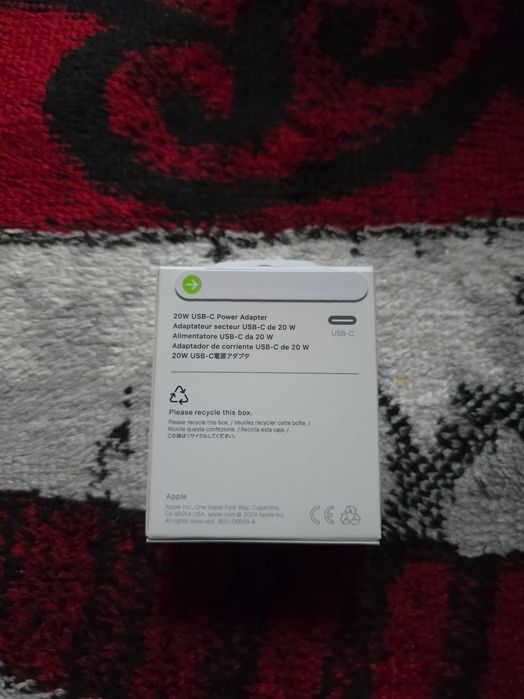 20W USB-C Power Adapter
Adaptateur secteur USB-C de 20 W
Alimentatore USB-C da 20 W
Adaptador de corriente USB-C de 20 W
20W USB-C電源アダプタ
USB-C
Please recycle this box.
Please recycle this box. / Veuillez recycler cette boîte. /
Ricicla questa confezione. / Recicla esta caja. /
この箱はリサイクルしてください。
Apple
Apple Inc., One Apple Park Way, Cupertino,
CA 95014 USA. apple.com © 2024 Apple Inc.
All rights reserved.
CE